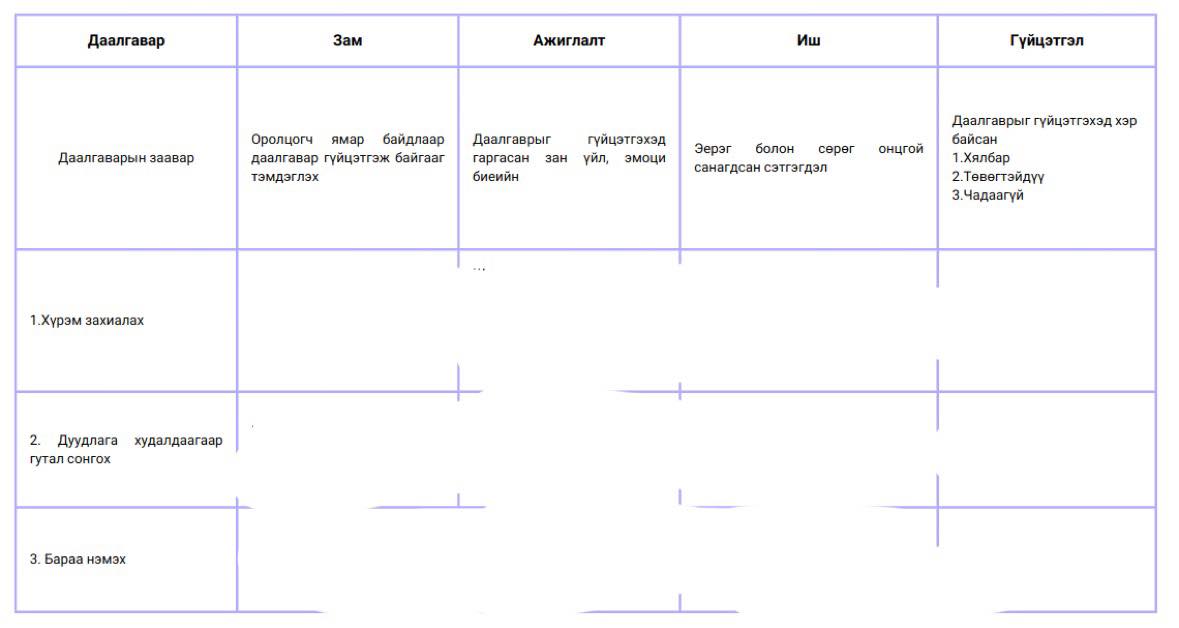 Даалгавар
Зам
Ажиглалт
Иш
Гүйцэтгэл
Даалгаварын заавар
Оролцогч ямар байдлаар
даалгавар гүйцэтгэж байгааг
тэмдэглэх
Даалгаврыг гүйцэтгэхэд
гаргасан зан үйл, эмоци
биеийн
Эерэг болон сөрөг онцгой
санагдсан сэтгэгдэл
Даалгаврыг гүйцэтгэхэд хэр
байсан
1.Хялбар
2.Төвөгтэйдүү
3.Чадаагүй
1.Хүрэм захиалах
2. Дуудлага худалдаагаар
гутал сонгох
3. Бараа нэмэх